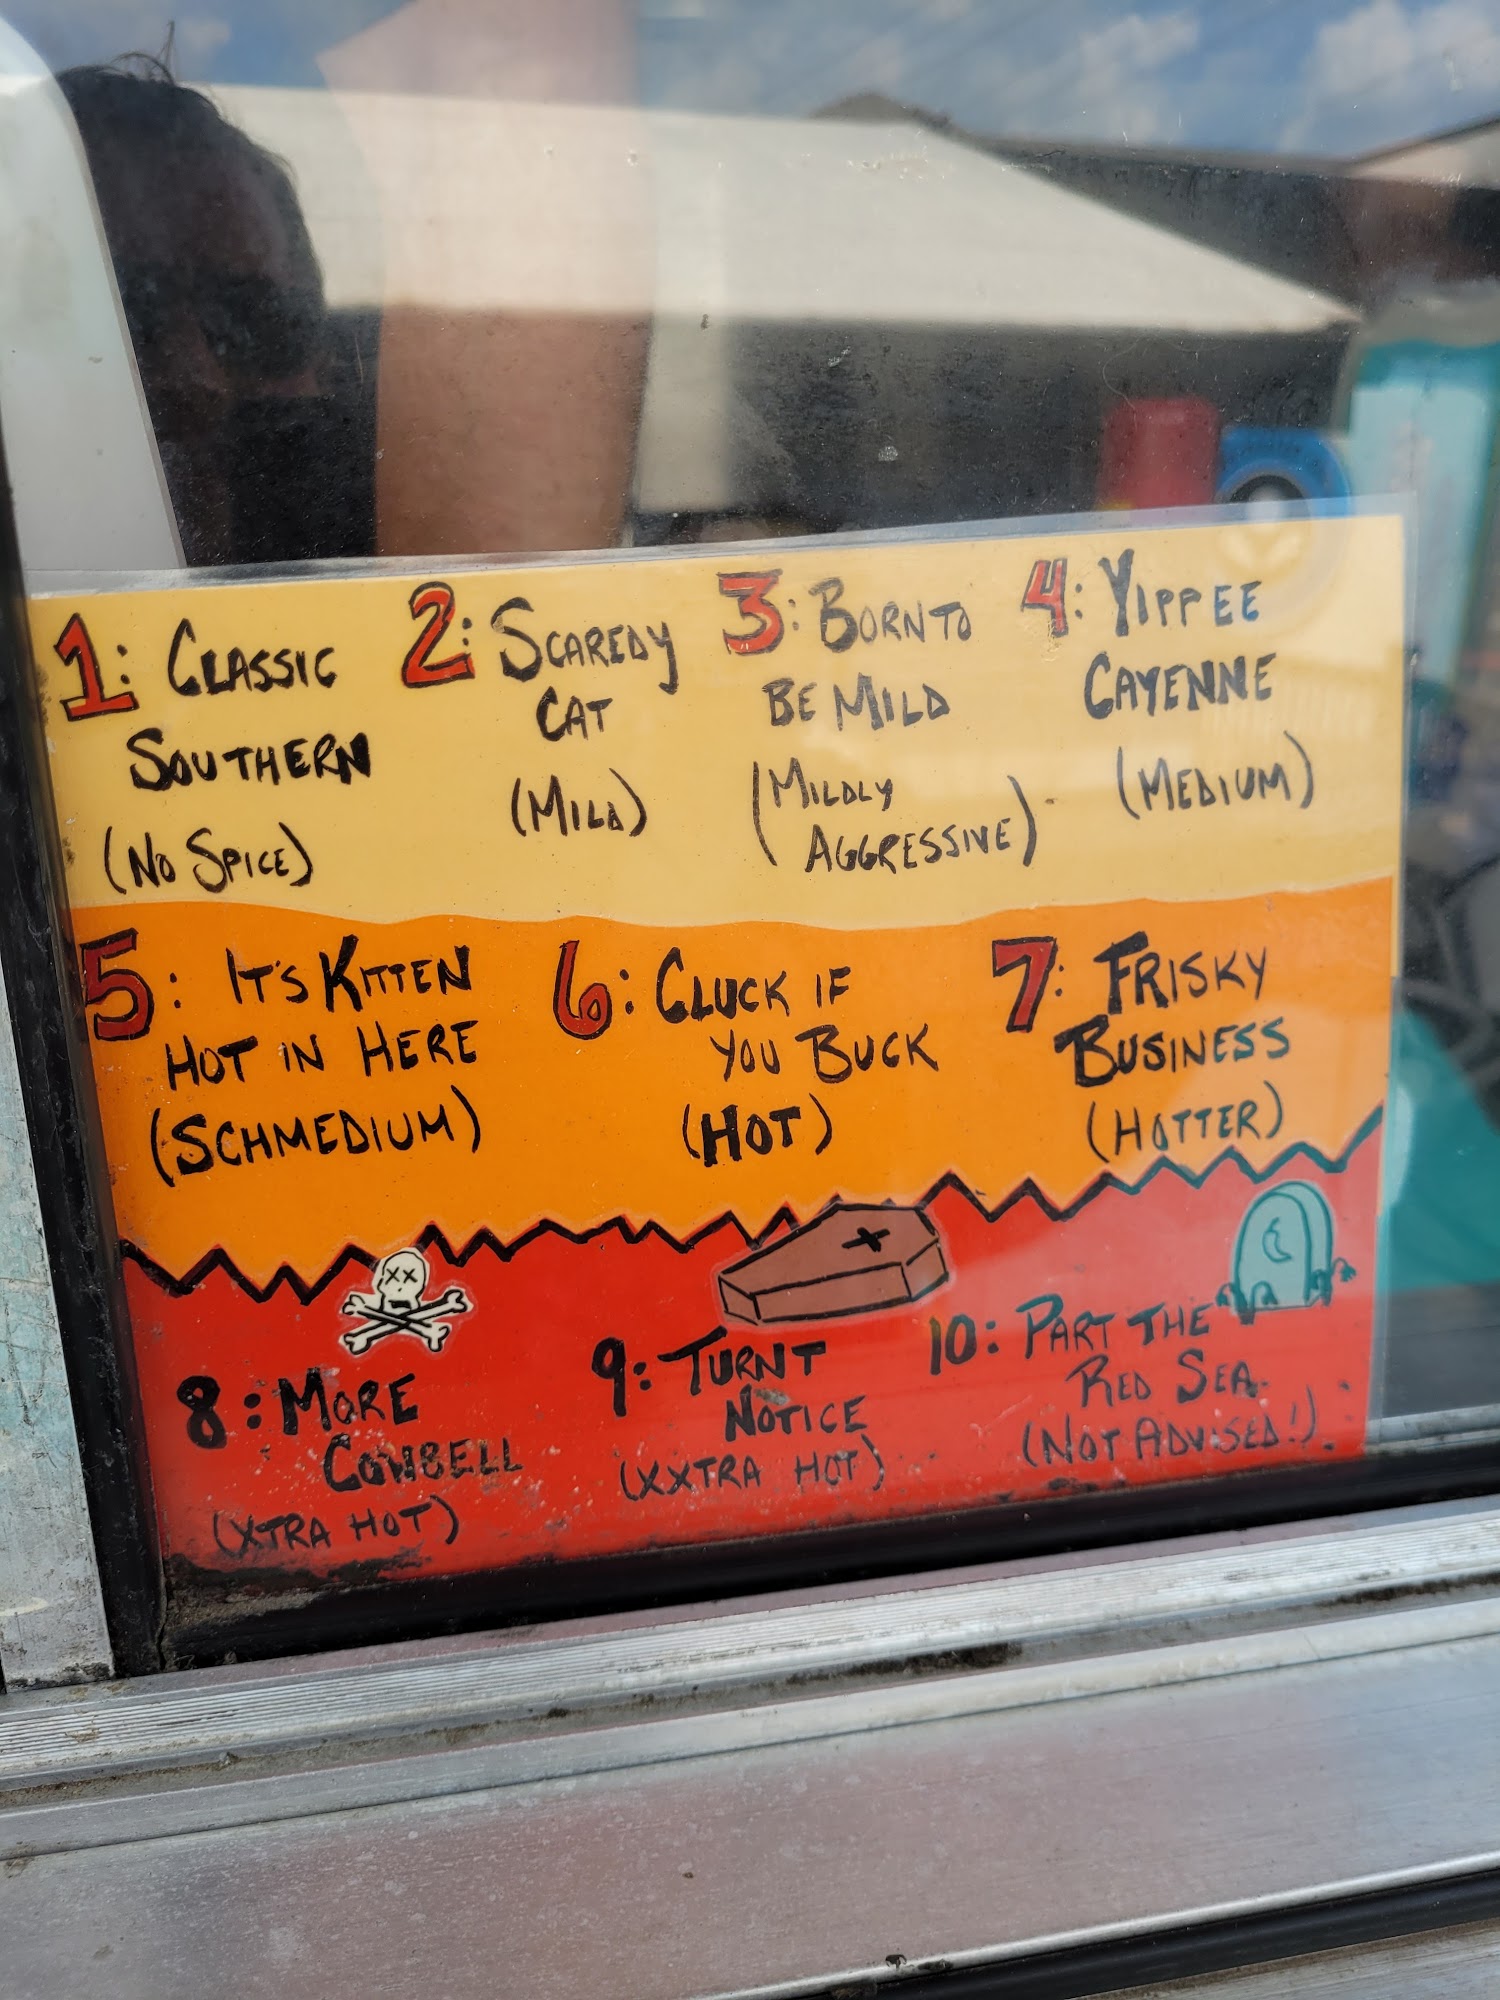 1: CLASSIC
SOUTHERN
(NO SPICE)
2: SCAREDY
CAT
(MILD)
3: BORN TO
BE MILD
(MILDLY
AGGRESSIVE)
4: YIPPEE
CAYENNE
(MEDIUM)
5: IT'S KITTEN
HOT IN HERE
(SCHMEDIUM)
6: CLUCK IF
YOU BUCK
(HOT)
7: FRISKY
BUSINESS
(HOTTER)
8: MORE
COWBELL
(XTRA HOT)
9: TURNT
NOTICE
(XXTRA HOT)
10: PART THE
RED SEA
(NOT ADVISED!)